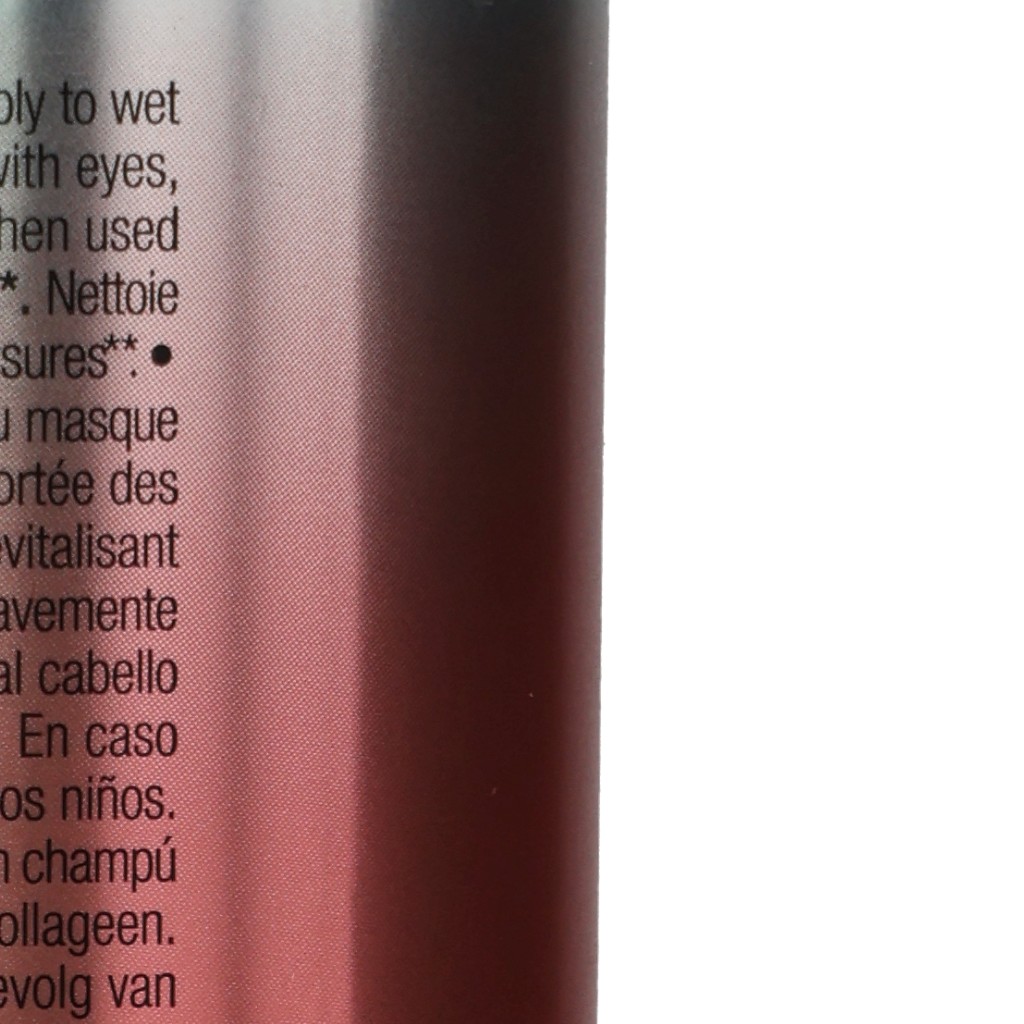 ply to wet
with eyes,
hen used
*. Nettoie
sures**. •
u masque
ortée des
evitalisant
avemente
al cabello
En caso
os niños.
n champú
ollageen.
evolg van